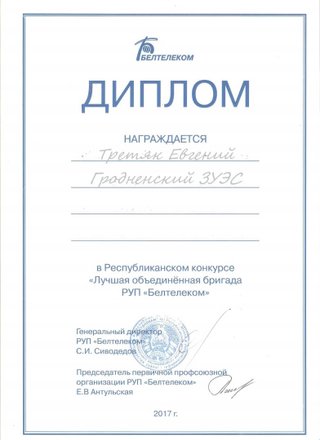 БЕЛТЕЛЕКОМ
ДИПЛОМ
НАГРАЖДАЕТСЯ
Третяк Евгений
Гродненский ЗУЭС
в Республиканском конкурсе
«Лучшая объединённая бригада
РУП «Белтелеком»
Генеральный директор
РУП «Белтелеком»
С.И. Сиводедов
Председатель первичной профсоюзной
организации РУП «Белтелеком»
Е.В Антульская
2017 г.